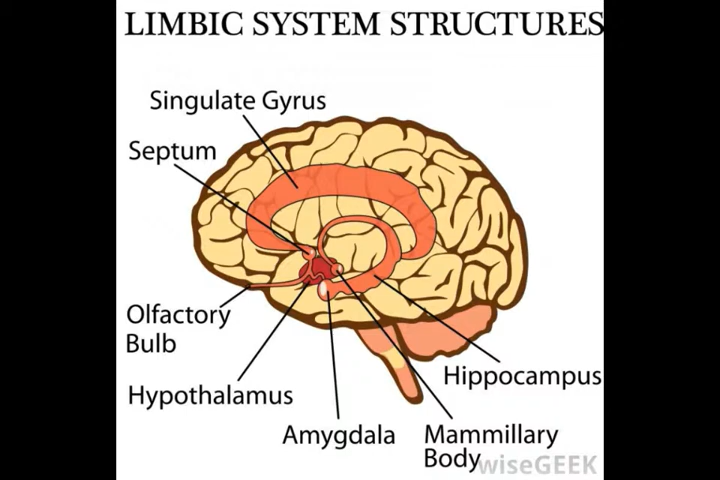 LIMBIC SYSTEM STRUCTURES
Singulate Gyrus
Septum
Olfactory
Bulb
Hypothalamus
Amygdala
Hippocampus
Mammillary
Body
wiseGEEK